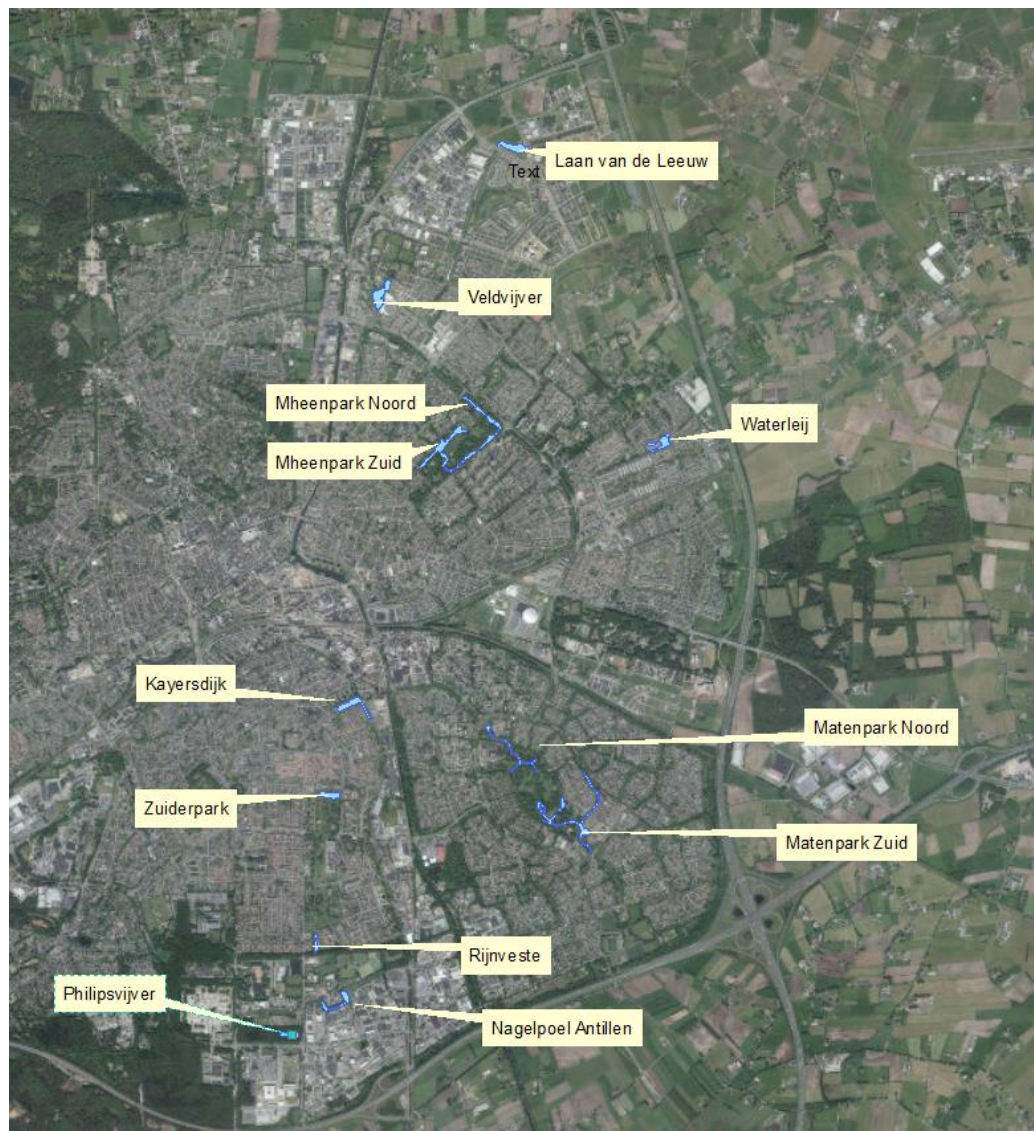 Laan van de Leeuw
Text
Veldvijver
Mheenpark Noord
Waterleij
Mheenpark Zuid
Kayersdijk
Matenpark Noord
Zuiderpark
Matenpark Zuid
Rijnveste
Philipsvijver
Nagelpoel Antillen